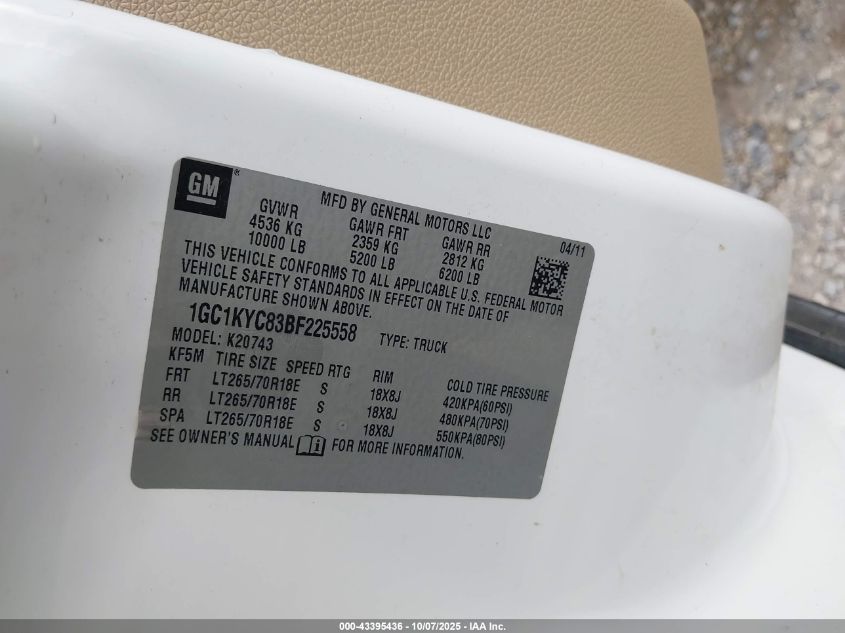 GM®
MFD BY GENERAL MOTORS LLC 04/11
GVWR GAWR FRT GAWR RR
4536 KG 2359 KG 2812 KG
10000 LB 5200 LB 6200 LB
THIS VEHICLE CONFORMS TO ALL APPLICABLE U.S. FEDERAL MOTOR
VEHICLE SAFETY STANDARDS IN EFFECT ON THE DATE OF
MANUFACTURE SHOWN ABOVE.
1GC1KYC83BF225558 TYPE: TRUCK
MODEL: K20743
KF5M TIRE SIZE SPEED RTG RIM COLD TIRE PRESSURE
FRT LT265/70R18E S 18X8J 420KPA(60PSI)
RR LT265/70R18E S 18X8J 480KPA(70PSI)
SPA LT265/70R18E S 18X8J 550KPA(80PSI)
SEE OWNER'S MANUAL i FOR MORE INFORMATION.
000-43395436 - 10/07/2025 - IAA Inc.